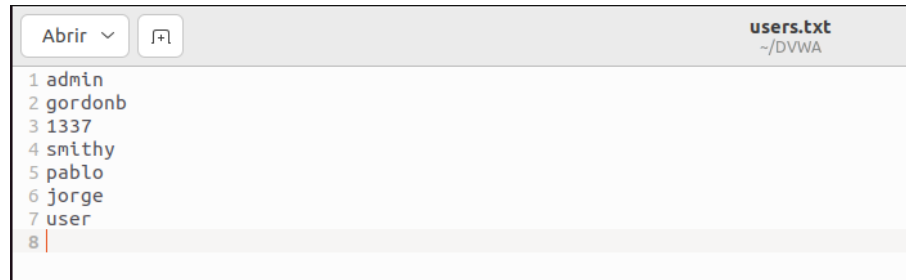 Abrir
users.txt
~/DVWA
1 admin
2 gordonb
3 1337
4 smithy
5 pablo
6 jorge
7 user
8